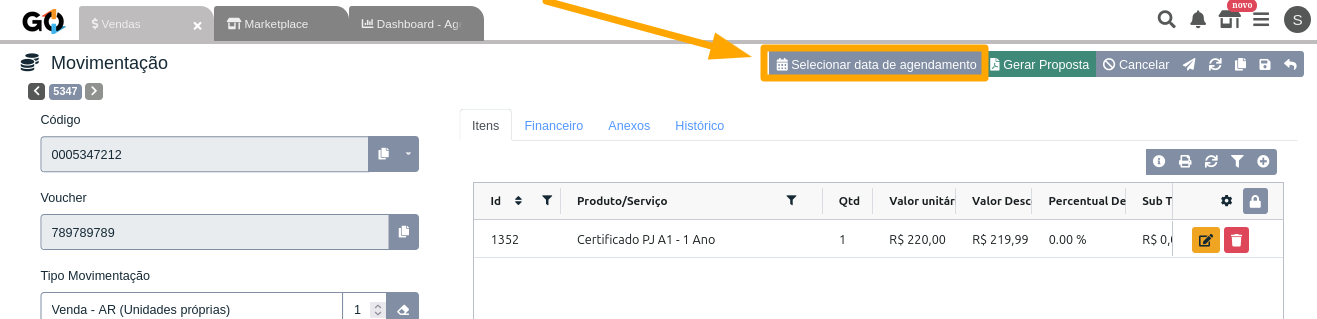 GO
Vendas
Marketplace
Dashboard - Ag
novo
S
Movimentação
Selecionar data de agendamento
Gerar Proposta
Cancelar
5347
Código
Itens
Financeiro
Anexos
Histórico
0005347212
Voucher
789789789
Id
Produto/Serviço
Qtd
Valor unitár
Valor Desc
Percentual De
Sub T
1352
Certificado PJ A1 - 1 Ano
1
R$ 220,00
R$ 219,99
0.00 %
R$ 0,
Tipo Movimentação
Venda - AR (Unidades próprias)
1